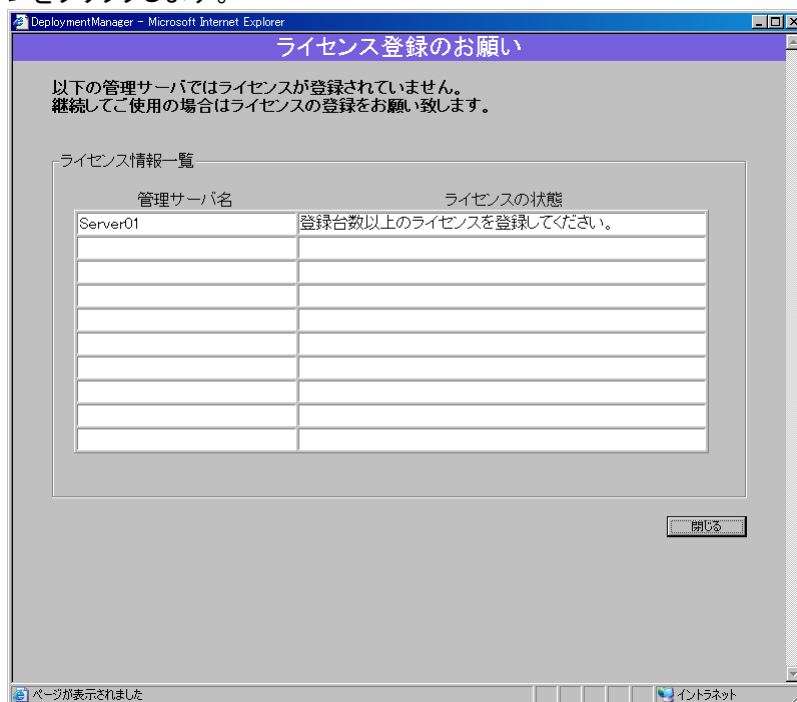 DeploymentManager - Microsoft Internet Explorer
ライセンス登録のお願い
以下の管理サーバではライセンスが登録されていません。
継続してご使用の場合はライセンスの登録をお願い致します。
ライセンス情報一覧
管理サーバ名 ライセンスの状態
Server01 登録台数以上のライセンスを登録してください。
閉じる
ページが表示されました イントラネット